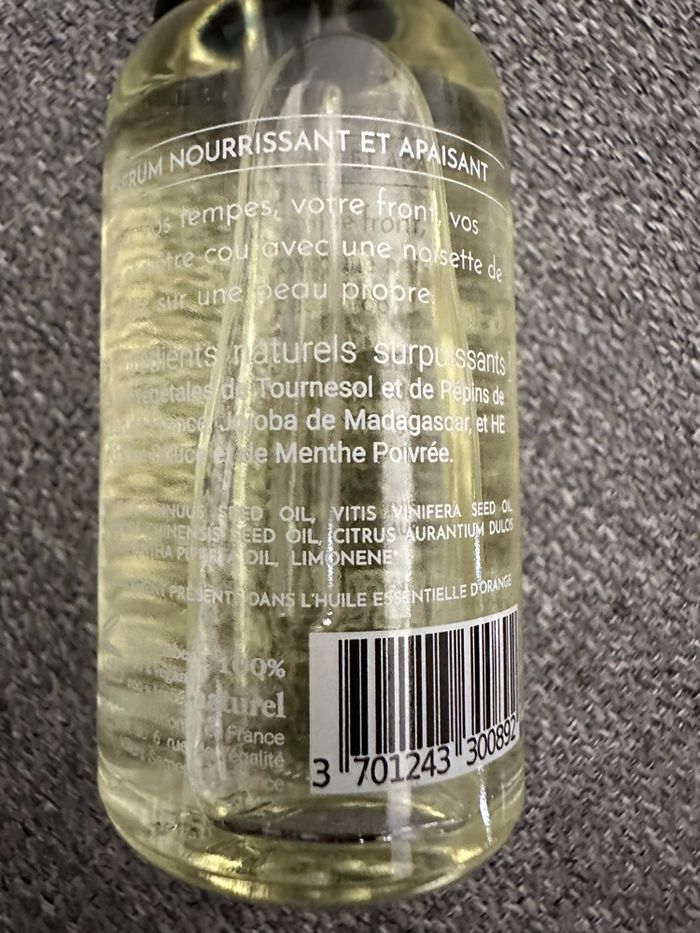 SERUM NOURRISSANT ET APAISANT
vos tempes, votre front, vos
votre cou avec une noisette de
sur une peau propre.
ingrédients naturels surpuissants !
végétales de Tournesol et de Pépins de
Jojoba de Madagascar, et HE
et de Menthe Poivrée.
SEED OIL, VITIS VINIFERA SEED OIL,
SEED OIL, CITRUS AURANTIUM DULCIS
OIL, LIMONENE*
PRÉSENT DANS L'HUILE ESSENTIELLE D'ORANGE
100%
naturel
France
6 rue
3 701243 300892